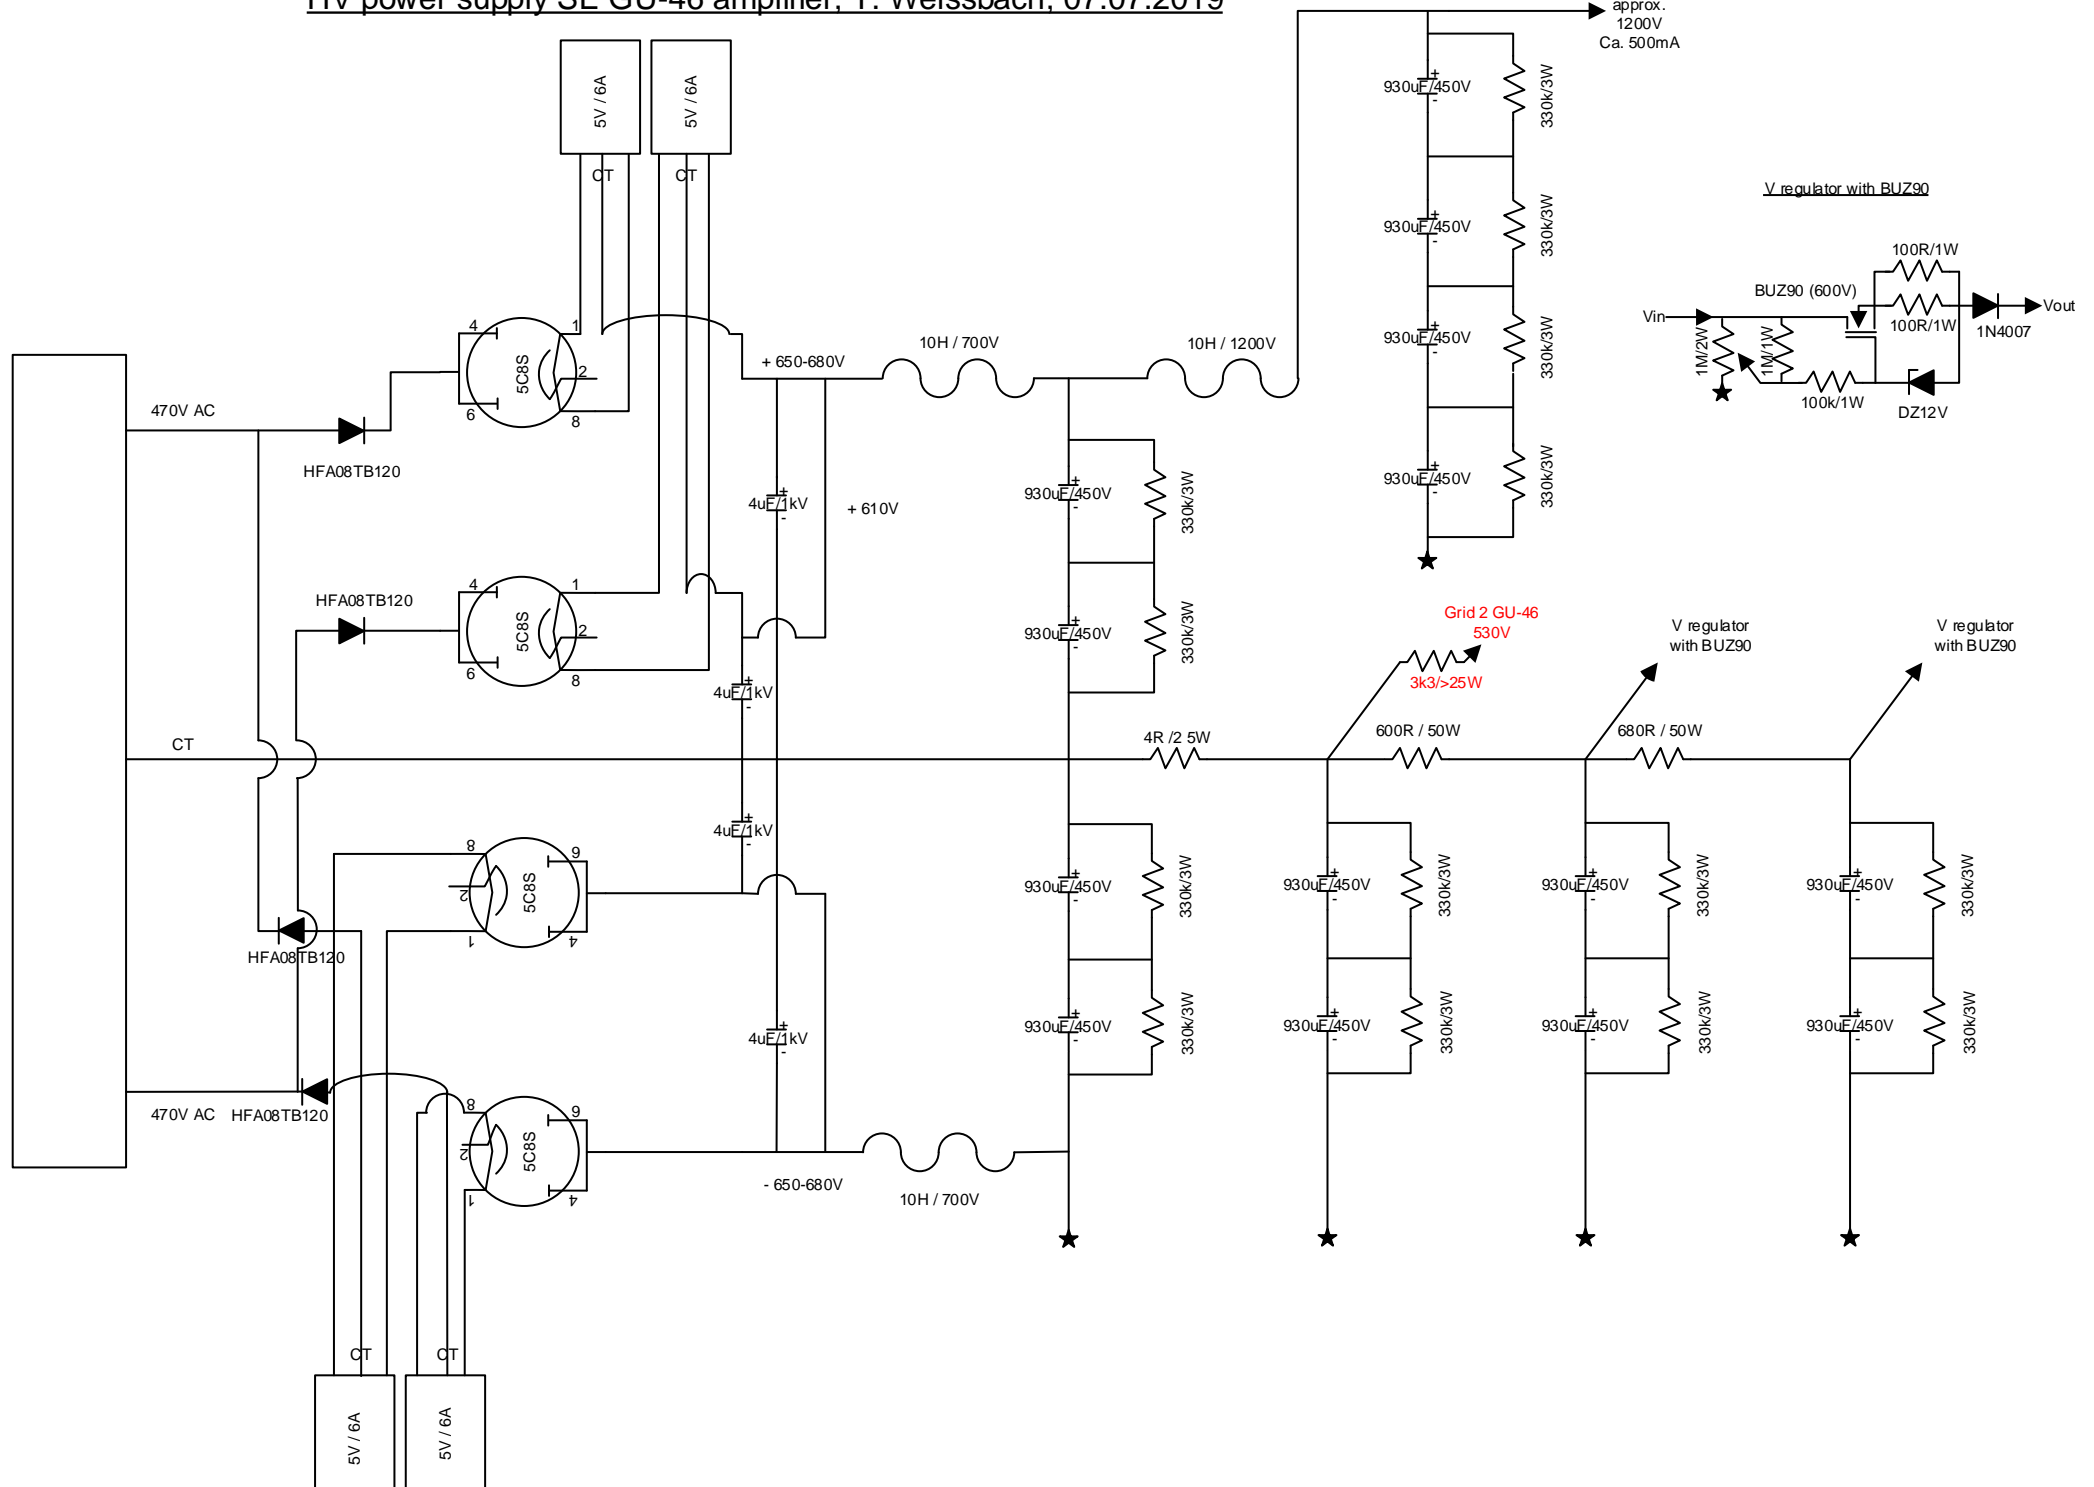 HV power supply SE GU-46 amplifier, T. Weissbach, 07.07.2019
approx.
1200V
Ca. 500mA
5V / 6A
5V / 6A
CT
CT
930uF/450V
+
-
330k/3W
930uF/450V
+
-
330k/3W
930uF/450V
+
-
330k/3W
930uF/450V
+
-
330k/3W
V regulator with BUZ90
100R/1W
BUZ90 (600V)
Vin
Vout
100R/1W
1N4007
1M/2W
1M/1W
100k/1W
DZ12V
4
1
5C8S
2
6
8
+ 650-680V
10H / 700V
10H / 1200V
470V AC
HFA08TB120
4uF/1kV
+
-
+ 610V
930uF/450V
+
-
330k/3W
HFA08TB120
4
1
5C8S
2
6
8
930uF/450V
+
-
330k/3W
4uF/1kV
+
-
Grid 2 GU-46
530V
3k3/>25W
V regulator
with BUZ90
V regulator
with BUZ90
CT
4R /2 5W
600R / 50W
680R / 50W
4uF/1kV
+
-
8
6
5C8S
2
1
4
HFA08TB120
930uF/450V
+
-
330k/3W
930uF/450V
+
-
330k/3W
930uF/450V
+
-
330k/3W
930uF/450V
+
-
330k/3W
4uF/1kV
+
-
930uF/450V
+
-
330k/3W
930uF/450V
+
-
330k/3W
930uF/450V
+
-
330k/3W
930uF/450V
+
-
330k/3W
470V AC
HFA08TB120
8
6
5C8S
2
1
4
- 650-680V
10H / 700V
CT
CT
5V / 6A
5V / 6A